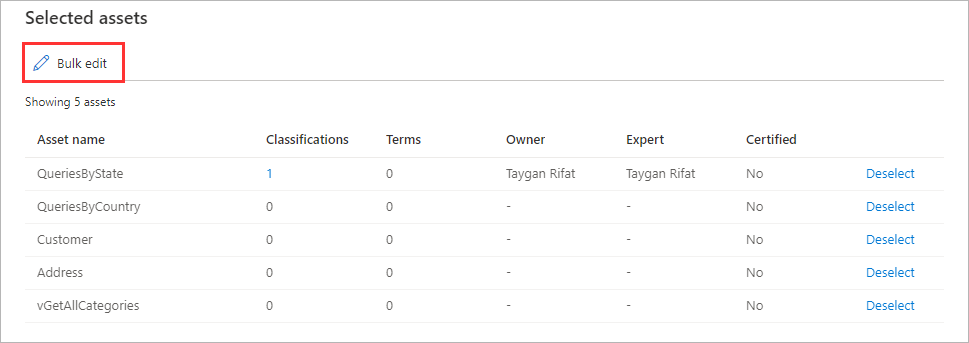 Selected assets
Bulk edit
Showing 5 assets
Asset name Classifications Terms Owner Expert Certified
QueriesByState 1 0 Taygan Rifat Taygan Rifat No Deselect
QueriesByCountry 0 0 - - No Deselect
Customer 0 0 - - No Deselect
Address 0 0 - - No Deselect
vGetAllCategories 0 0 - - No Deselect